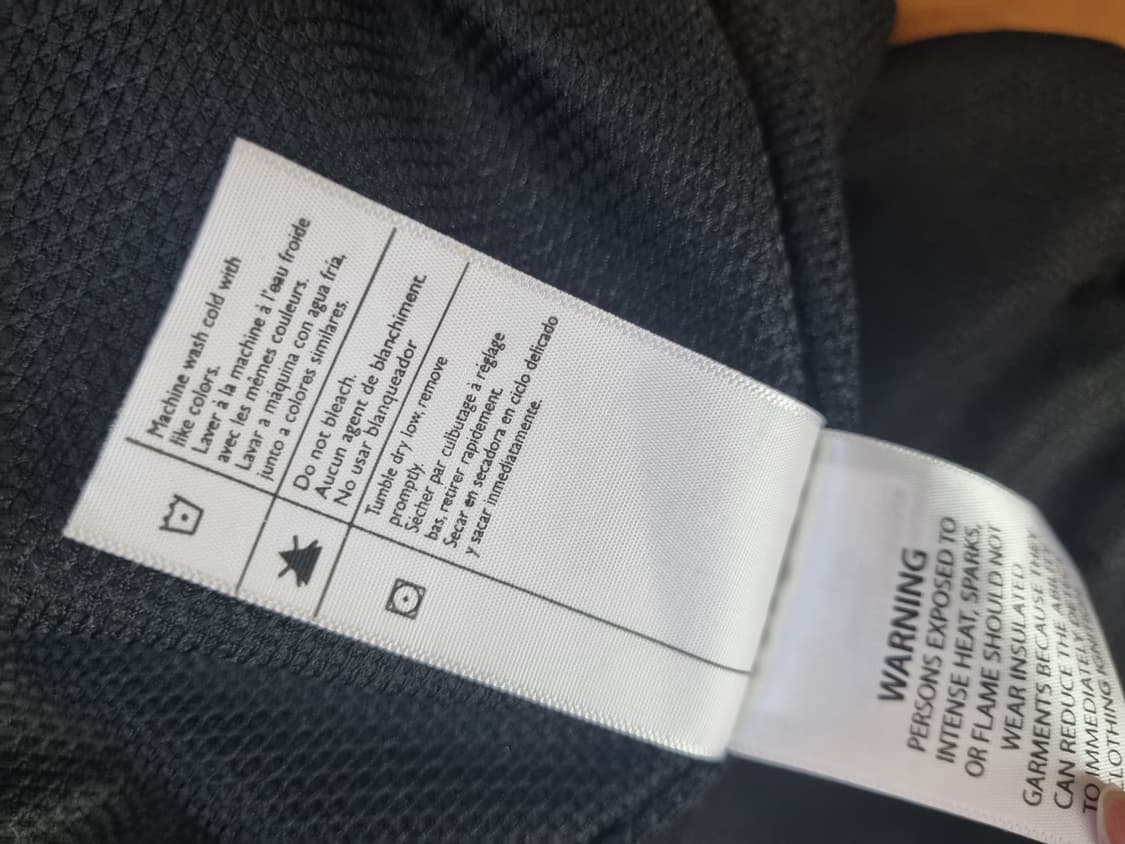 Machine wash cold with
like colors.
Laver à la machine à l'eau froide
avec les mêmes couleurs.
Lavar a máquina con agua fría,
junto a colores similares.
Do not bleach.
Aucun agent de blanchiment.
No usar blanqueador
Tumble dry low, remove
promptly.
Sécher par culbutage à réglage
bas, retirer rapidement.
Secar en secadora en ciclo delicado
y sacar inmediatamente.
WARNING
PERSONS EXPOSED TO
INTENSE HEAT, SPARKS,
OR FLAME SHOULD NOT
WEAR INSULATED
GARMENTS BECAUSE THEY
CAN REDUCE THE
TO IMMEDIATELY
CLOTHING